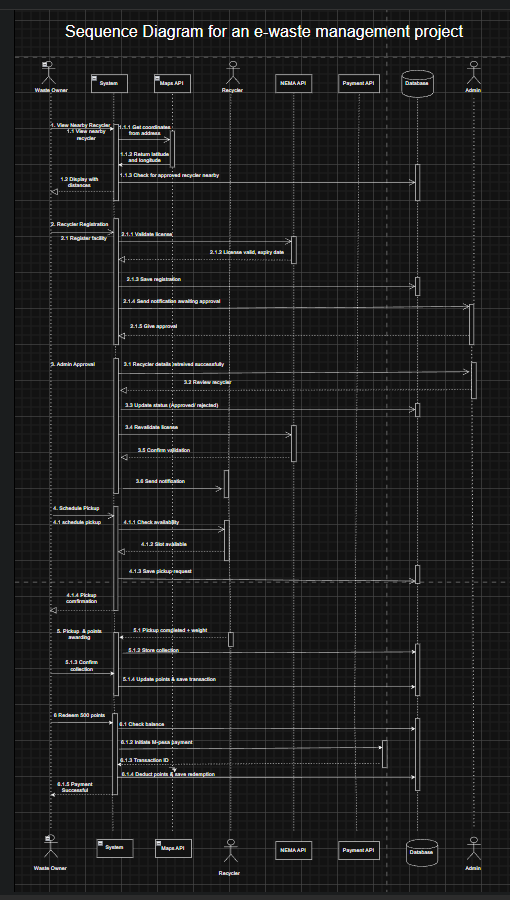 Sequence Diagram for an e-waste management project
Waste Owner
System
Maps API
Recycler
NEMA API
Payment API
Database
Admin
1. View Nearby Recycler
1.1 View nearby
recycler
1.1.1 Get coordinates
from address
1.1.2 Return latitude
and longitude
1.1.3 Check for approved recycler nearby
1.2 Display with
distances
2. Recycler Registration
2.1 Register facility
2.1.1 Validate license
2.1.2 License valid, expiry date
2.1.3 Save registration
2.1.4 Send notification awaiting approval
2.1.5 Give approval
3. Admin Approval
3.1 Recycler details retreived successfully
3.2 Review recycler
3.3 Update status (Approved/ rejected)
3.4 Revalidate license
3.5 Confirm validation
3.6 Send notification
4. Schedule Pickup
4.1 schedule pickup
4.1.1 Check availability
4.1.2 Slot available
4.1.3 Save pickup request
4.1.4 Pickup
comfirmation
5. Pickup & points
awarding
5.1 Pickup completed + weight
5.1.2 Store collection
5.1.3 Confirm
collection
5.1.4 Update points & save transaction
6 Redeem 500 points
6.1 Check balance
6.1.2 Initiate M-pesa payment
6.1.3 Transaction ID
6.1.4 Deduct points & save redemption
6.1.5 Payment
Successful
Waste Owner
System
Maps API
Recycler
NEMA API
Payment API
Database
Admin